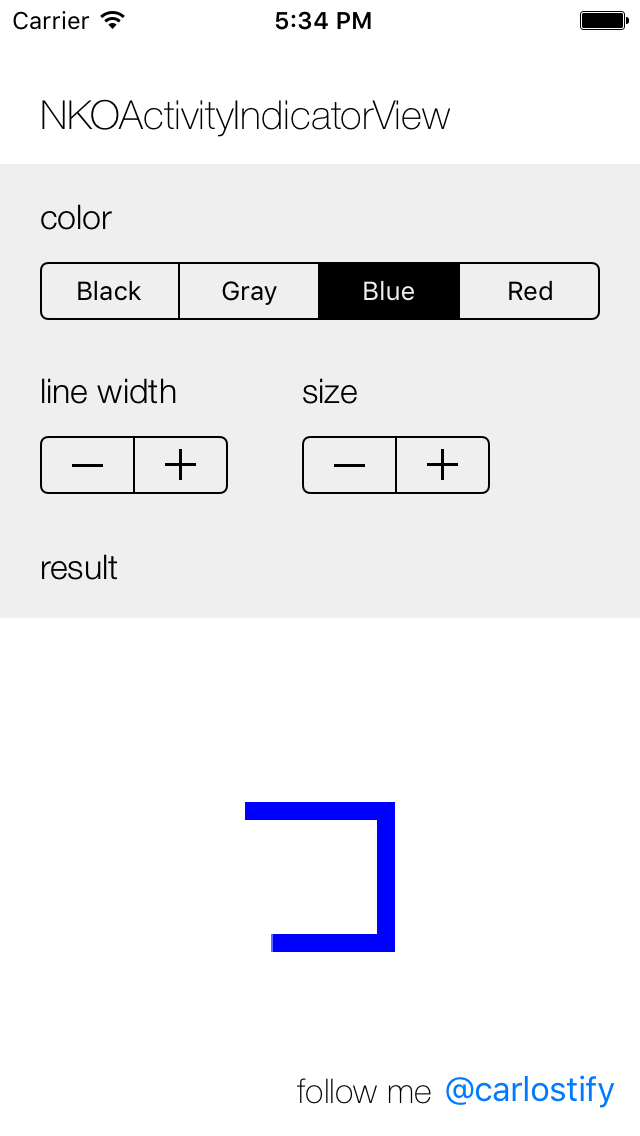 Carrier 5:34 PM
NKOActivityIndicatorView
color
Black Gray Blue Red
line width size
result
follow me @carlostify